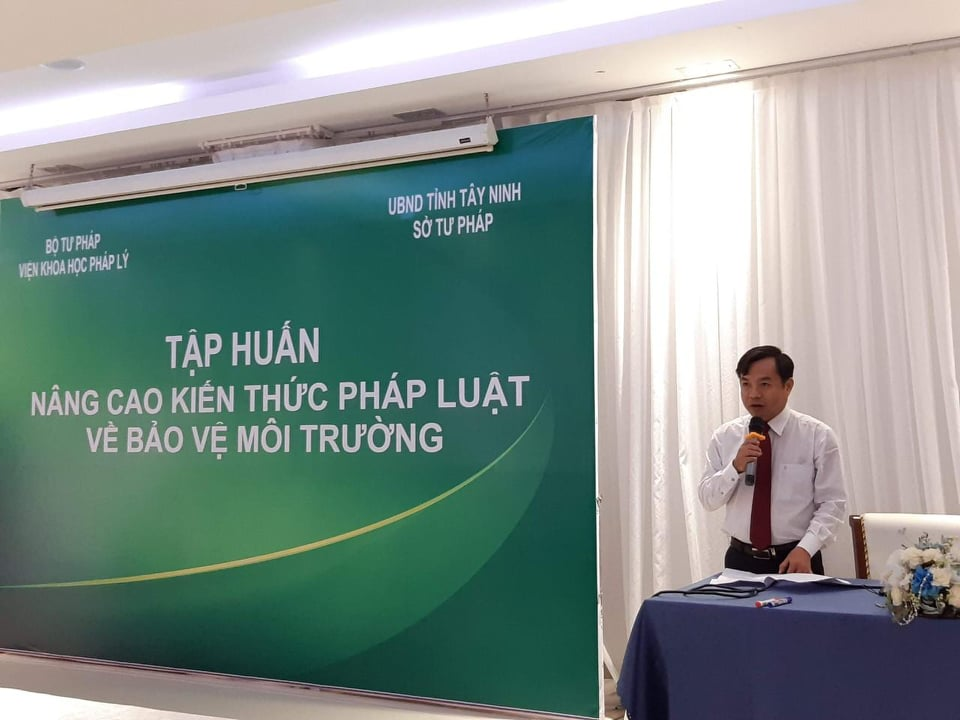 BỘ TƯ PHÁP
VIỆN KHOA HỌC PHÁP LÝ
UBND TỈNH TÂY NINH
SỞ TƯ PHÁP
TẬP HUẤN
NÂNG CAO KIẾN THỨC PHÁP LUẬT
VỀ BẢO VỆ MÔI TRƯỜNG